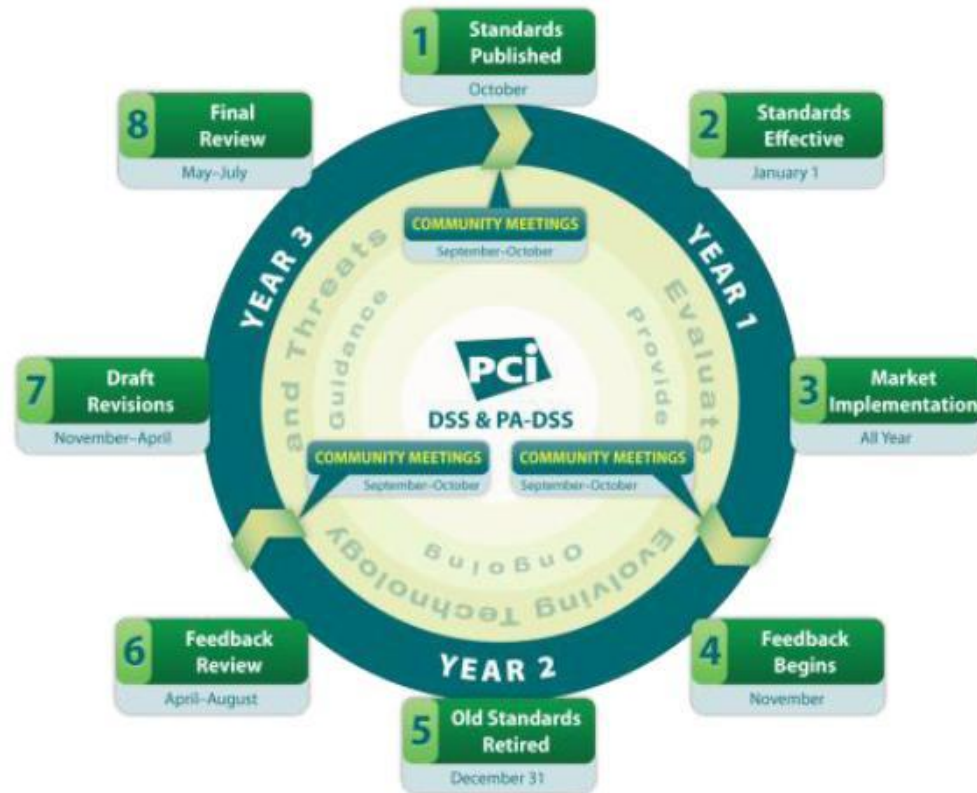 1
Standards
Published
October
2
Standards
Effective
January 1
3
Market
Implementation
All Year
4
Feedback
Begins
November
5
Old Standards
Retired
December 31
6
Feedback
Review
April–August
7
Draft
Revisions
November–April
8
Final
Review
May–July
YEAR 1
YEAR 2
YEAR 3
COMMUNITY MEETINGS
September–October
COMMUNITY MEETINGS
September–October
COMMUNITY MEETINGS
September–October
Evaluate
Evolving Technology
and Threats
Provide
Ongoing
Guidance
PCi
DSS & PA-DSS